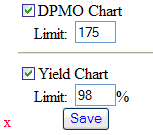 DPMO Chart
Limit: 175
Yield Chart
Limit: 98 %
x Save